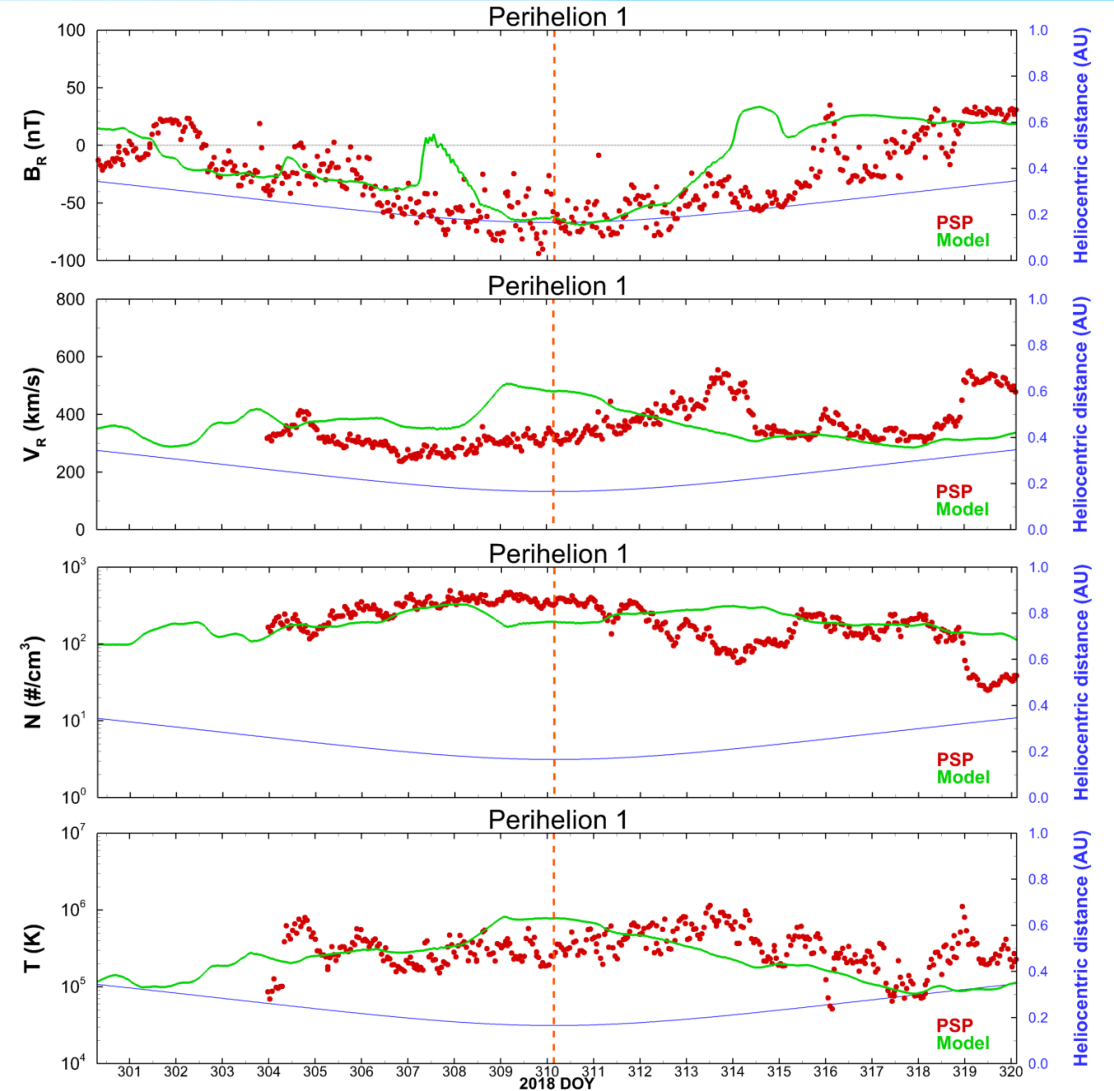 Perihelion 1
100
50
0
-50
-100
B_R (nT)
1.0
0.8
0.6
0.4
0.2
0.0
Heliocentric distance (AU)
PSP
Model
Perihelion 1
800
600
400
200
0
V_R (km/s)
1.0
0.8
0.6
0.4
0.2
0.0
Heliocentric distance (AU)
PSP
Model
Perihelion 1
10^3
10^2
10^1
10^0
N (#/cm^3)
1.0
0.8
0.6
0.4
0.2
0.0
Heliocentric distance (AU)
PSP
Model
Perihelion 1
10^7
10^6
10^5
10^4
T (K)
1.0
0.8
0.6
0.4
0.2
0.0
Heliocentric distance (AU)
PSP
Model
301 302 303 304 305 306 307 308 309 310 311 312 313 314 315 316 317 318 319 320
2018 DOY